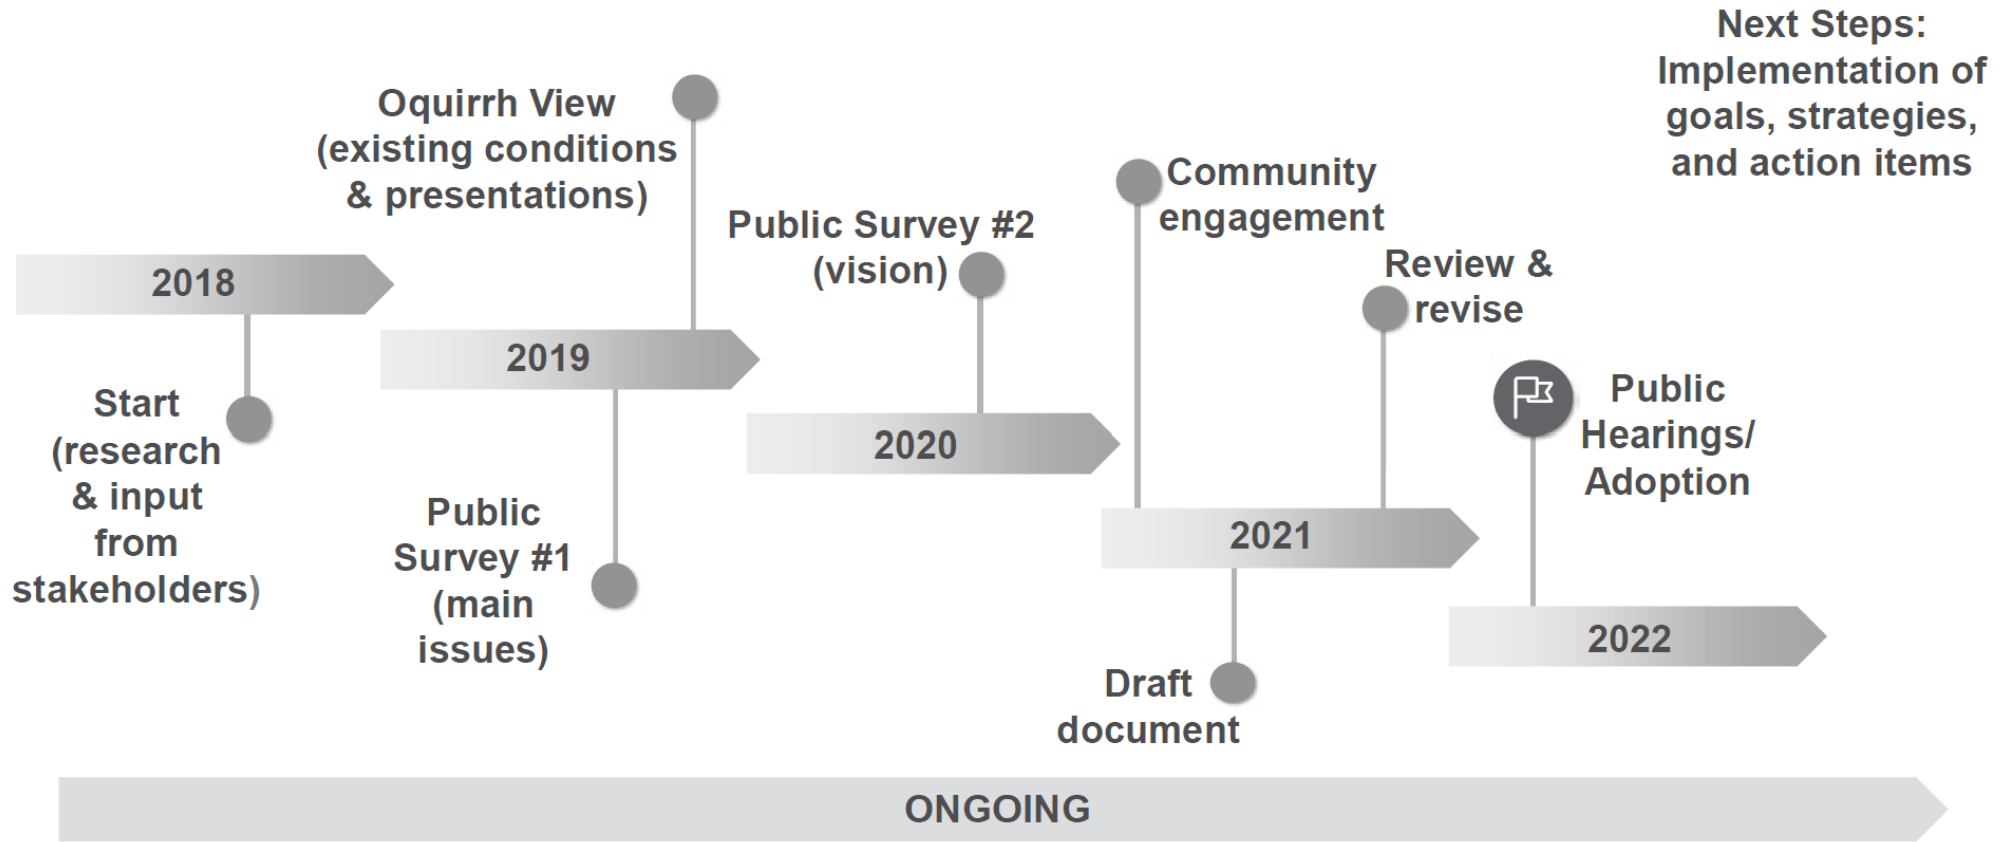 Next Steps:
Implementation of
goals, strategies,
and action items
Oquirrh View
(existing conditions
& presentations)
Community
engagement
Public Survey #2
(vision)
Review &
revise
2018
2019
2020
2021
2022
Start
(research
& input
from
stakeholders)
Public
Survey #1
(main
issues)
Public
Hearings/
Adoption
Draft
document
ONGOING